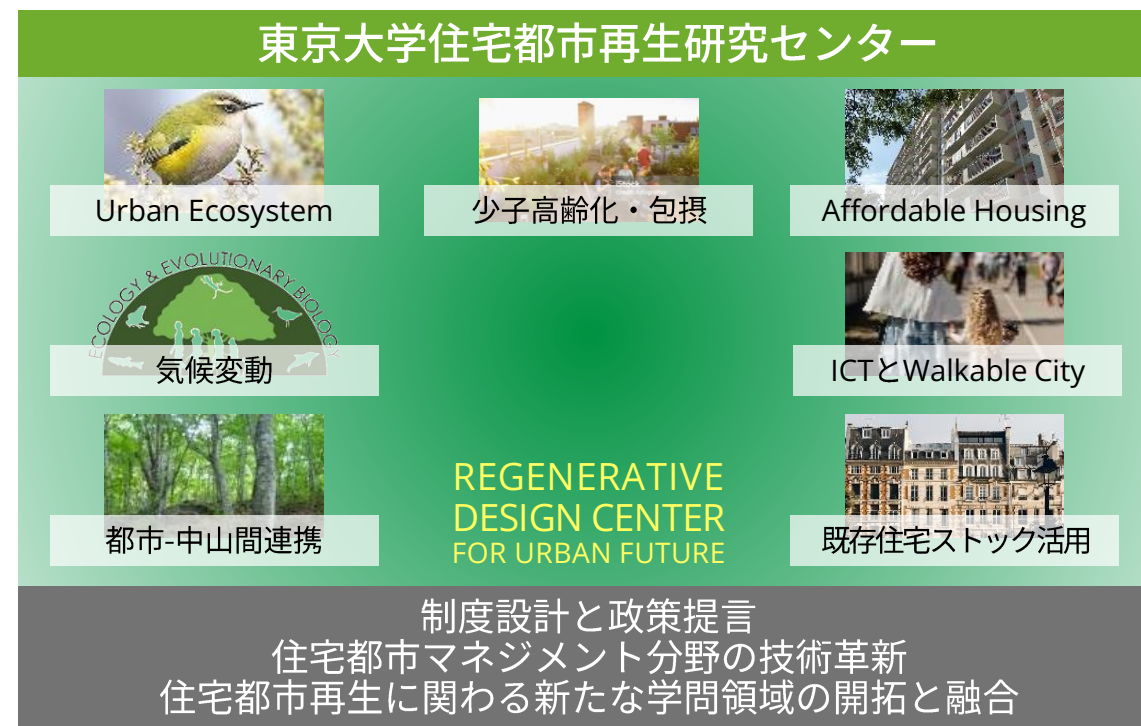 東京大学住宅都市再生研究センター
Urban Ecosystem
iStock
少子高齢化・包摂
Affordable Housing
ECOLOGY & EVOLUTIONARY BIOLOGY
気候変動
ICTとWalkable City
都市-中山間連携
REGENERATIVE
DESIGN CENTER
FOR URBAN FUTURE
既存住宅ストック活用
制度設計と政策提言
住宅都市マネジメント分野の技術革新
住宅都市再生に関わる新たな学問領域の開拓と融合